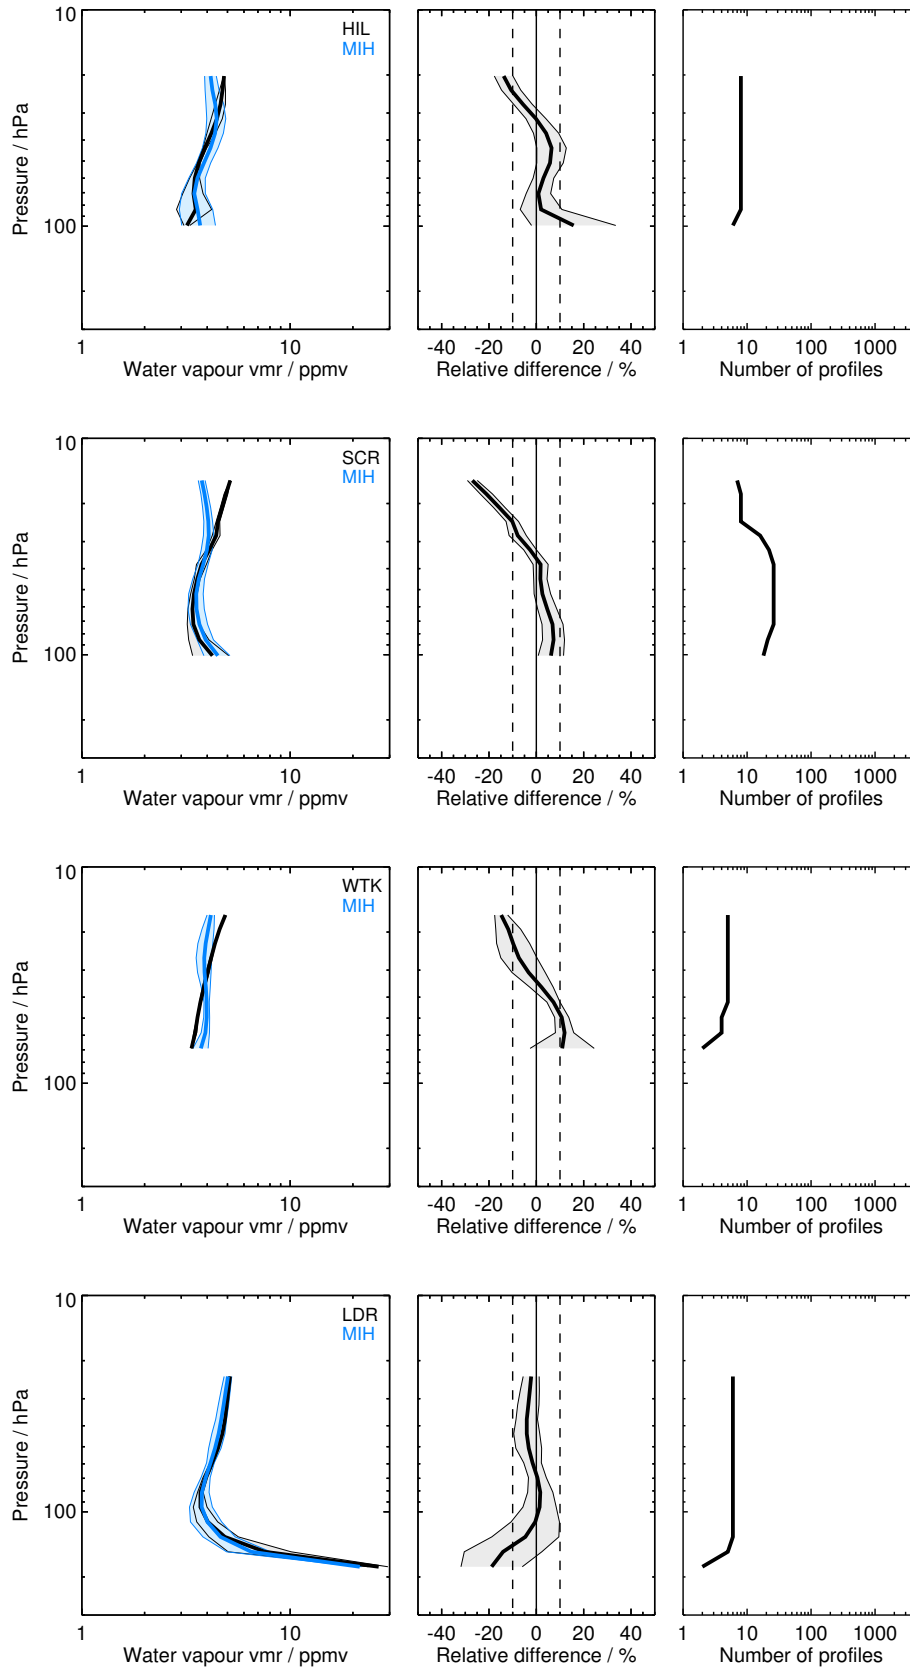 10
100
Pressure / hPa
HIL
MIH
1
10
Water vapour vmr / ppmv
-40
-20
0
20
40
Relative difference / %
1
10
100
1000
Number of profiles
10
100
Pressure / hPa
SCR
MIH
1
10
Water vapour vmr / ppmv
-40
-20
0
20
40
Relative difference / %
1
10
100
1000
Number of profiles
10
100
Pressure / hPa
WTK
MIH
1
10
Water vapour vmr / ppmv
-40
-20
0
20
40
Relative difference / %
1
10
100
1000
Number of profiles
10
100
Pressure / hPa
LDR
MIH
1
10
Water vapour vmr / ppmv
-40
-20
0
20
40
Relative difference / %
1
10
100
1000
Number of profiles